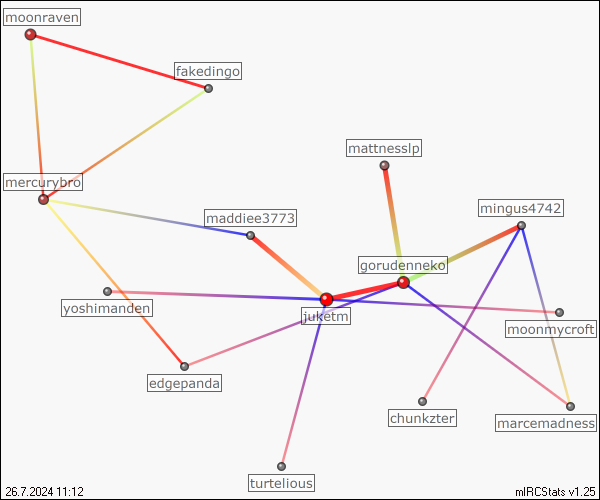 moonraven
fakedingo
mattnesslp
mercurybro
maddiee3773
mingus4742
gorudenneko
yoshimanden
juketm
moonmycroft
edgepanda
chunkzter
marcemadness
turtelious
26.7.2024 11:12
mIRCStats v1.25